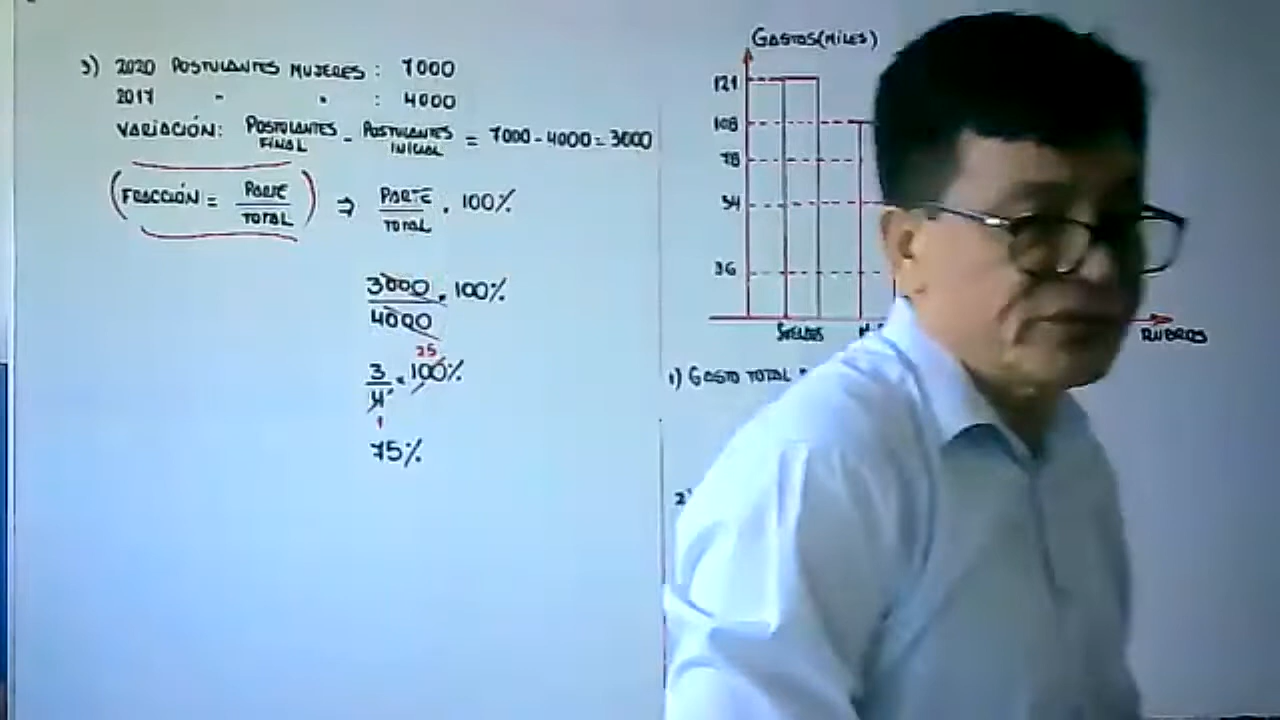 3) 2020 POSTULANTES MUJERES : 7000
2017 " " : 4000
VARIACIÓN: POSTULANTES FINAL - POSTULANTES INICIAL = 7000 - 4000 = 3000
(FRACCIÓN = PARTE/TOTAL) ⇒ PARTE/TOTAL . 100%
3000/4000 . 100%
25
3/4 . 100%
1
75%
GASTOS(MILES)
121
108
78
54
36
SUELDOS
RUBROS
1) GASTO TOTAL
2)